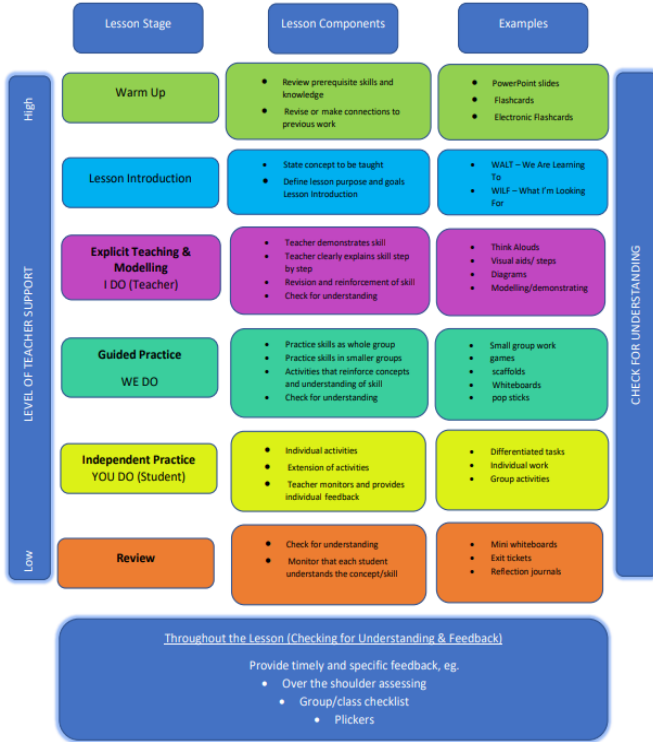 Lesson Stage
Lesson Components
Examples
High
LEVEL OF TEACHER SUPPORT
Low
Warm Up
• Review prerequisite skills and
knowledge
• Revise or make connections to
previous work
• PowerPoint slides
• Flashcards
• Electronic Flashcards
Lesson Introduction
• State concept to be taught
• Define lesson purpose and goals
Lesson Introduction
• WALT – We Are Learning
To
• WILF – What I'm Looking
For
Explicit Teaching &
Modelling
I DO (Teacher)
• Teacher demonstrates skill
• Teacher clearly explains skill step
by step
• Revision and reinforcement of skill
• Check for understanding
• Think Alouds
• Visual aids/ steps
• Diagrams
• Modelling/demonstrating
Guided Practice
WE DO
• Practice skills as whole group
• Practice skills in smaller groups
• Activities that reinforce concepts
and understanding of skill
• Check for understanding
• Small group work
• games
• scaffolds
• Whiteboards
• pop sticks
Independent Practice
YOU DO (Student)
• Individual activities
• Extension of activities
• Teacher monitors and provides
individual feedback
• Differentiated tasks
• Individual work
• Group activities
Review
• Check for understanding
• Monitor that each student
understands the concept/skill
• Mini whiteboards
• Exit tickets
• Reflection journals
CHECK FOR UNDERSTANDING
Throughout the Lesson (Checking for Understanding & Feedback)
Provide timely and specific feedback, eg.
• Over the shoulder assessing
• Group/class checklist
• Plickers